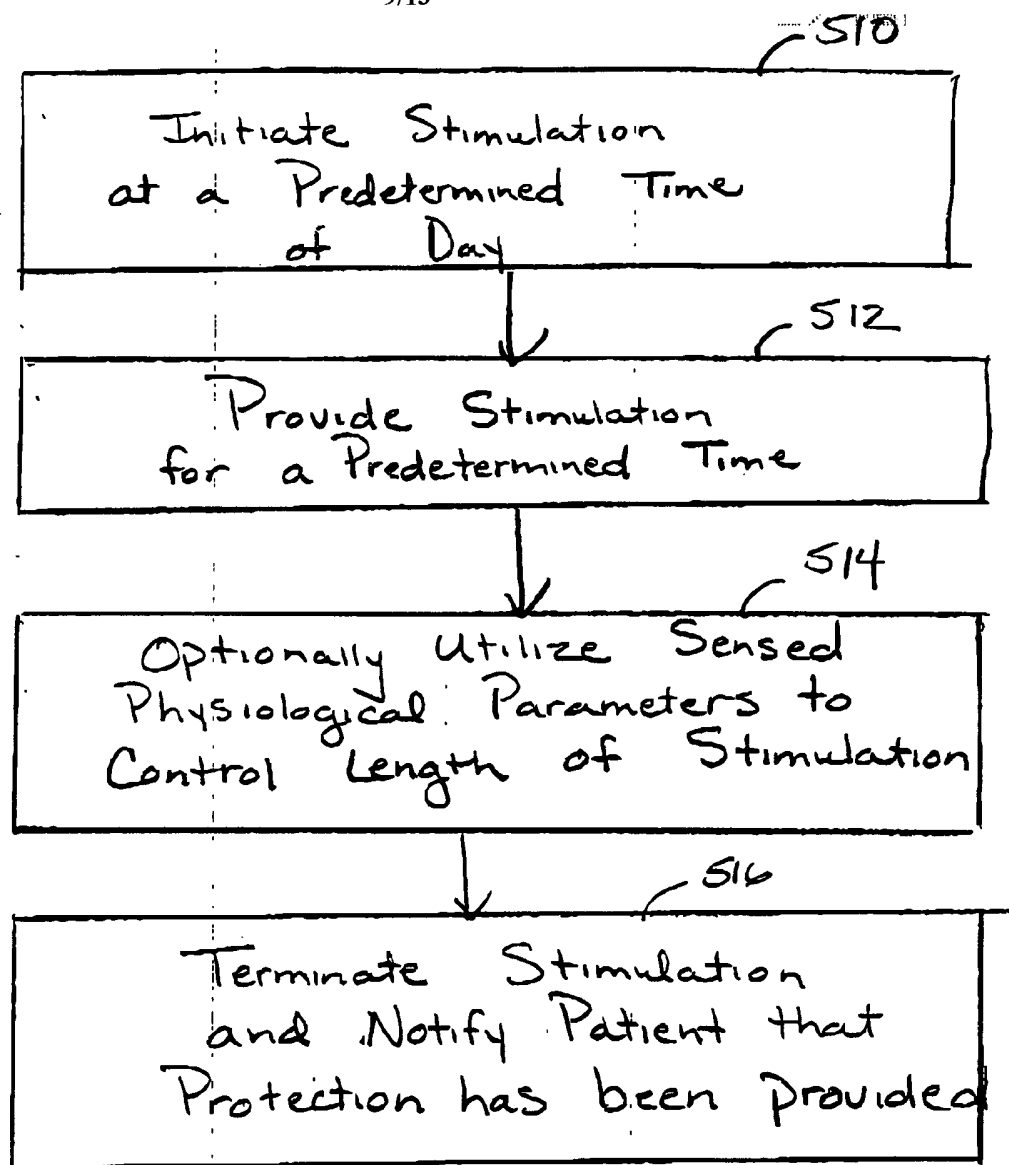 510
Initiate Stimulation
at a Predetermined Time
of Day
512
Provide Stimulation
for a Predetermined Time
514
Optionally Utilize Sensed
Physiological Parameters to
Control Length of Stimulation
516
Terminate Stimulation
and Notify Patient that
Protection has been provided